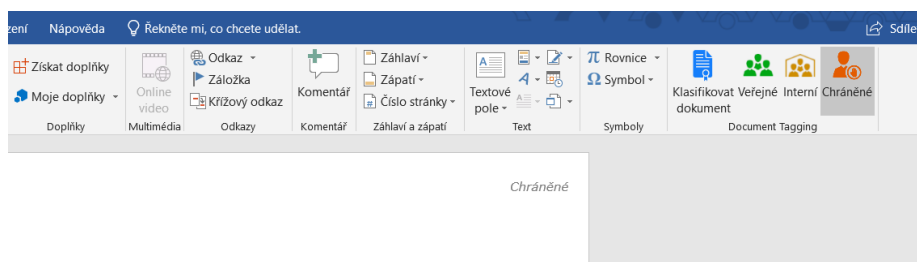 zení Nápověda Řekněte mi, co chcete udělat. Sdíle
Získat doplňky
Moje doplňky
Doplňky
Online
video
Multimédia
Odkaz
Záložka
Křížový odkaz
Odkazy
Komentář
Komentář
Záhlaví
Zápatí
Číslo stránky
Záhlaví a zápatí
Textové
pole
Text
π Rovnice
Ω Symbol
Symboly
Klasifikovat
dokument
Veřejné
Interní
Chráněné
Document Tagging
Chráněné